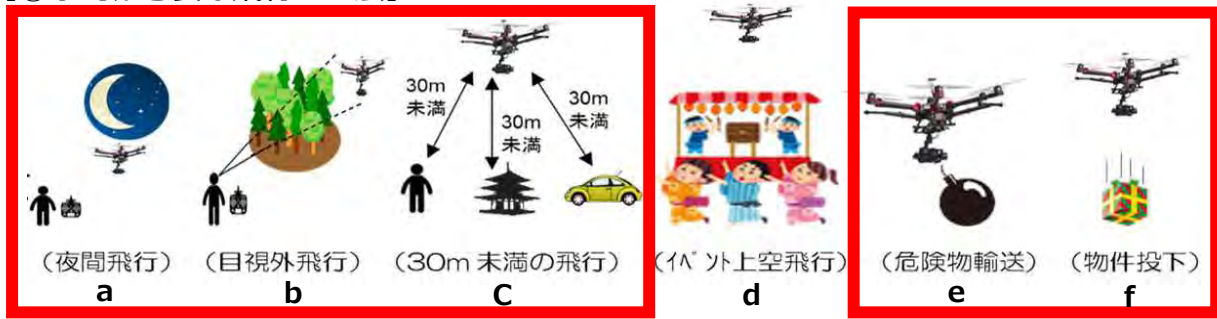 30m
未満
30m
未満
30m
未満
（夜間飛行）
a
（目視外飛行）
b
（30m 未満の飛行）
C
（ｲﾍﾞﾝﾄ上空飛行）
d
（危険物輸送）
e
（物件投下）
f